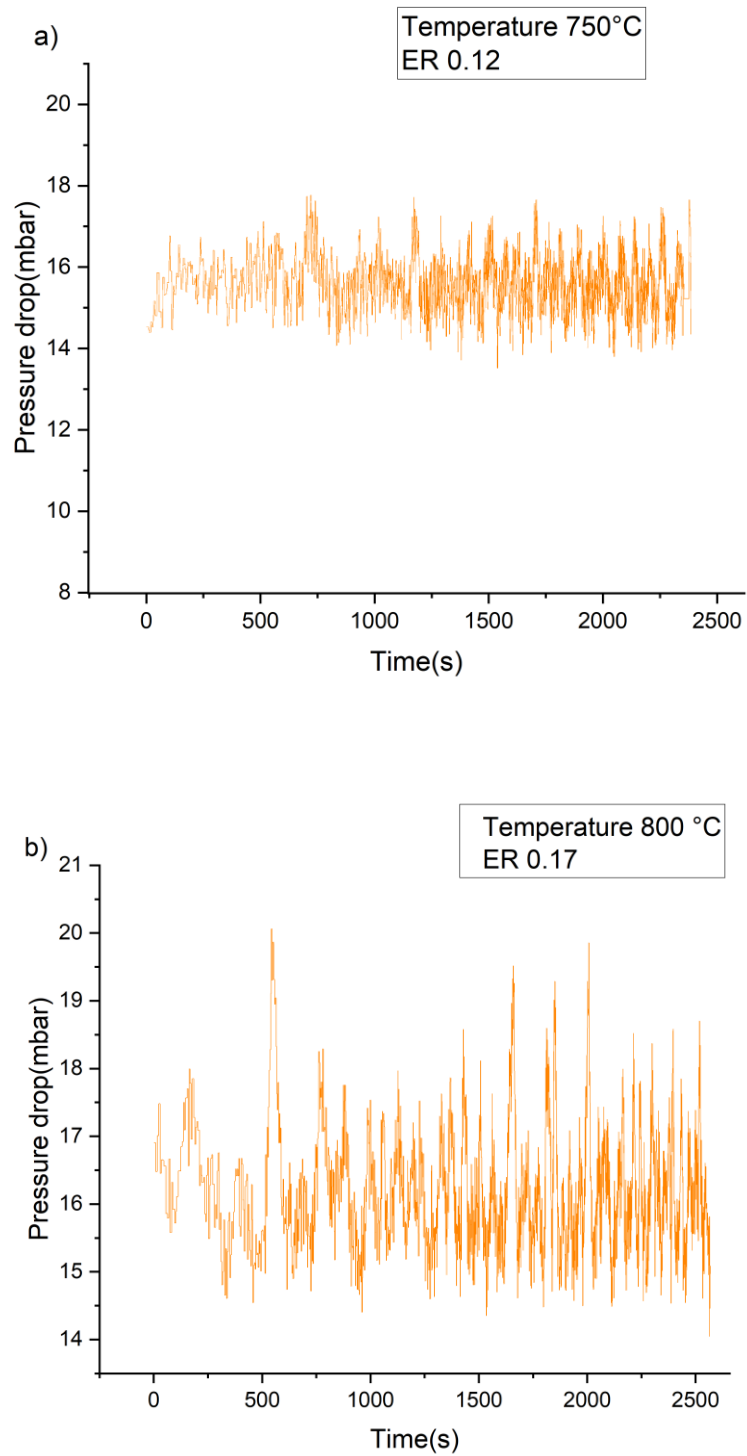 a)
Temperature 750°C
ER 0.12
20
18
16
14
12
10
8
Pressure drop(mbar)
0 500 1000 1500 2000 2500
Time(s)
b)
Temperature 800 °C
ER 0.17
21
20
19
18
17
16
15
14
Pressure drop(mbar)
0 500 1000 1500 2000 2500
Time(s)